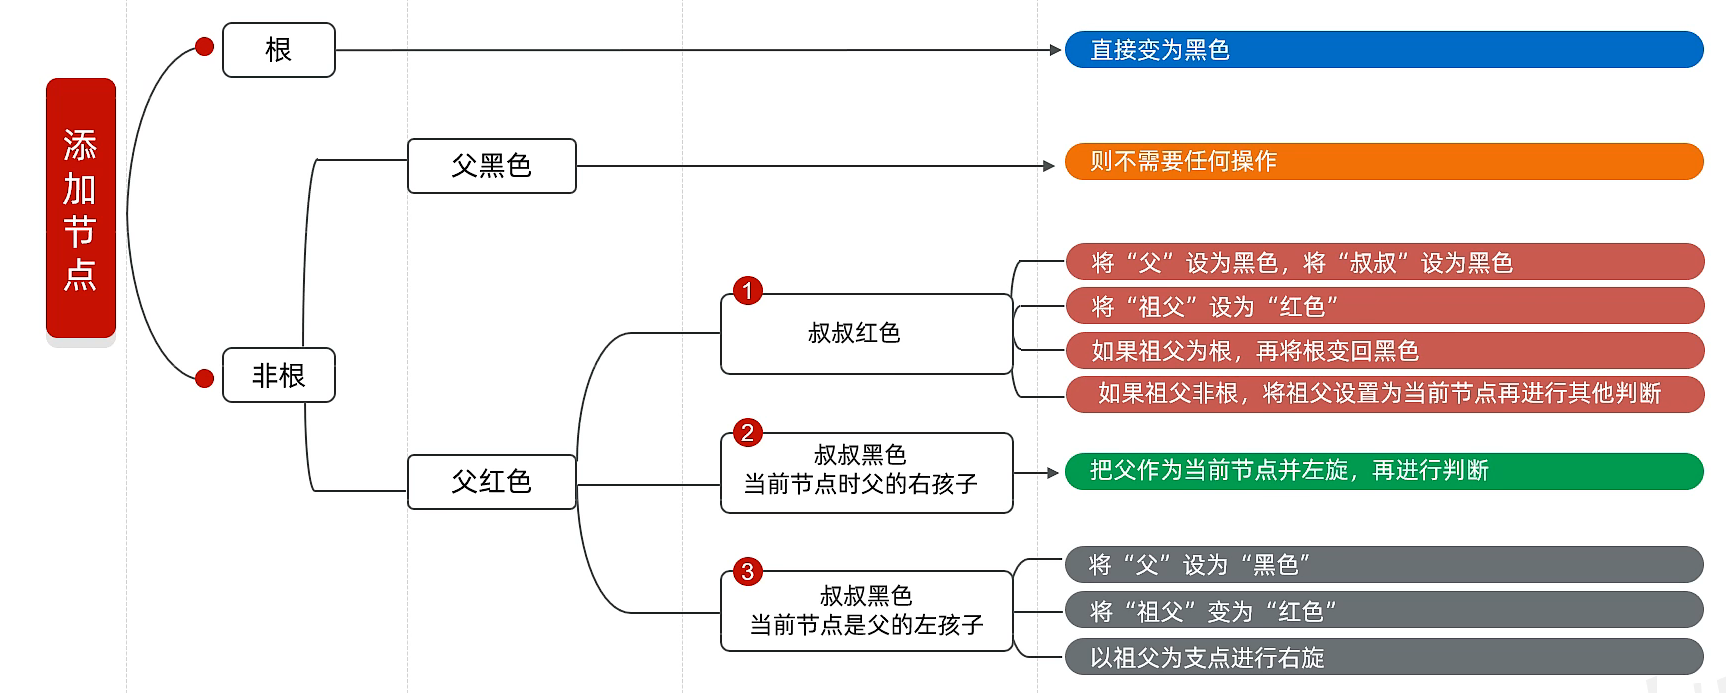 添加节点
根
直接变为黑色
父黑色
则不需要任何操作
非根
父红色
1
叔叔红色
将“父”设为黑色，将“叔叔”设为黑色
将“祖父”设为“红色”
如果祖父为根，再将根变回黑色
如果祖父非根，将祖父设置为当前节点再进行其他判断
2
叔叔黑色
当前节点时父的右孩子
把父作为当前节点并左旋，再进行判断
3
叔叔黑色
当前节点是父的左孩子
将“父”设为“黑色”
将“祖父”变为“红色”
以祖父为支点进行右旋